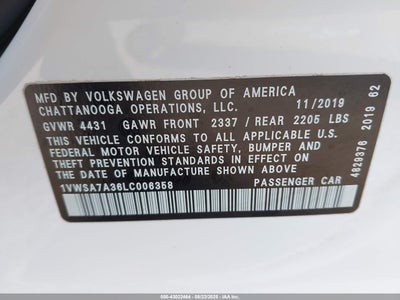 MFD BY VOLKSWAGEN GROUP OF AMERICA
CHATTANOOGA OPERATIONS, LLC. 11/2019
GVWR 4431 GAWR FRONT 2337 / REAR 2205 LBS
THIS VEHICLE CONFORMS TO ALL APPLICABLE U.S.
FEDERAL MOTOR VEHICLE SAFETY, BUMPER AND
THEFT PREVENTION STANDARDS IN EFFECT ON THE
DATE OF MANUFACTURE SHOWN ABOVE.
1VWSA7A36LC006358 PASSENGER CAR
4829376 2019 62